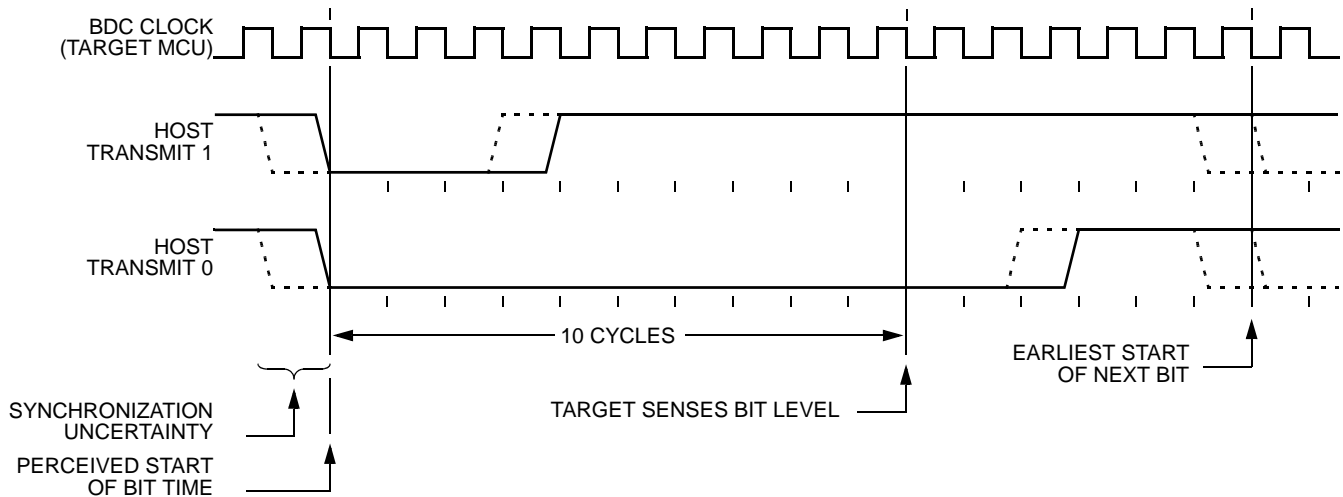 BDC CLOCK
(TARGET MCU)
HOST
TRANSMIT 1
HOST
TRANSMIT 0
10 CYCLES
EARLIEST START
OF NEXT BIT
TARGET SENSES BIT LEVEL
SYNCHRONIZATION
UNCERTAINTY
PERCEIVED START
OF BIT TIME